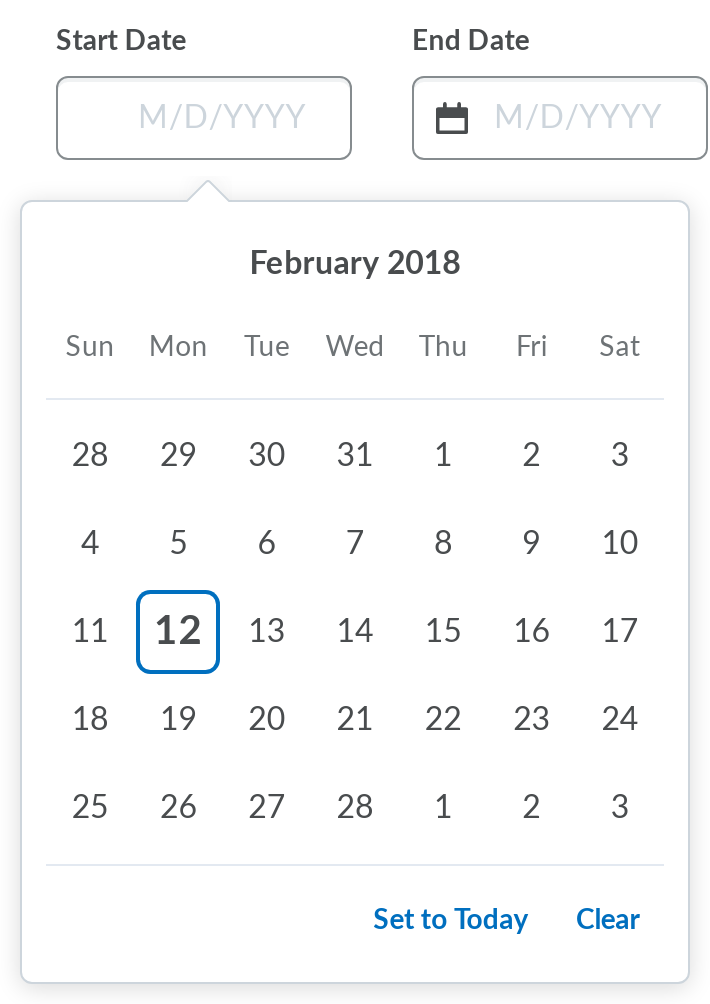 Start Date End Date
M/D/YYYY M/D/YYYY
February 2018
Sun Mon Tue Wed Thu Fri Sat
28 29 30 31 1 2 3
4 5 6 7 8 9 10
11 12 13 14 15 16 17
18 19 20 21 22 23 24
25 26 27 28 1 2 3
Set to Today Clear